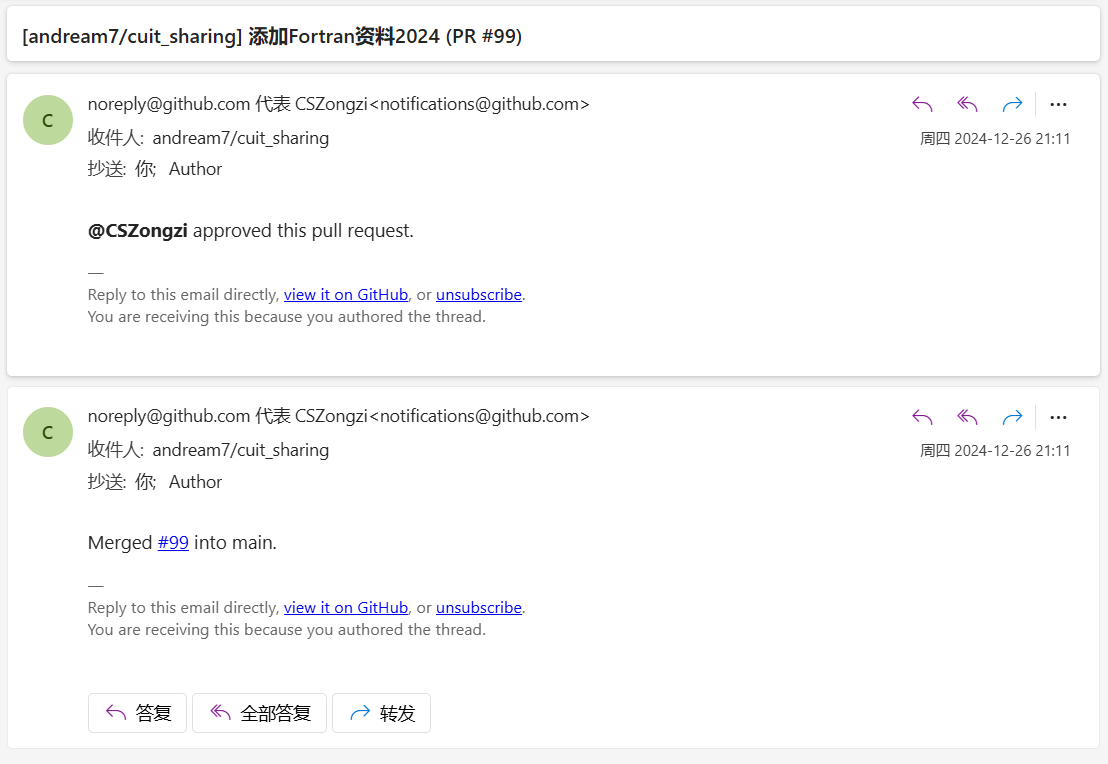 [andream7/cuit_sharing] 添加Fortran资料2024 (PR #99)
C
noreply@github.com 代表 CSZongzi<notifications@github.com>
收件人: andream7/cuit_sharing
周四 2024-12-26 21:11
抄送: 你; Author
@CSZongzi approved this pull request.
—
Reply to this email directly, view it on GitHub, or unsubscribe.
You are receiving this because you authored the thread.
C
noreply@github.com 代表 CSZongzi<notifications@github.com>
收件人: andream7/cuit_sharing
周四 2024-12-26 21:11
抄送: 你; Author
Merged #99 into main.
—
Reply to this email directly, view it on GitHub, or unsubscribe.
You are receiving this because you authored the thread.
答复 全部答复 转发